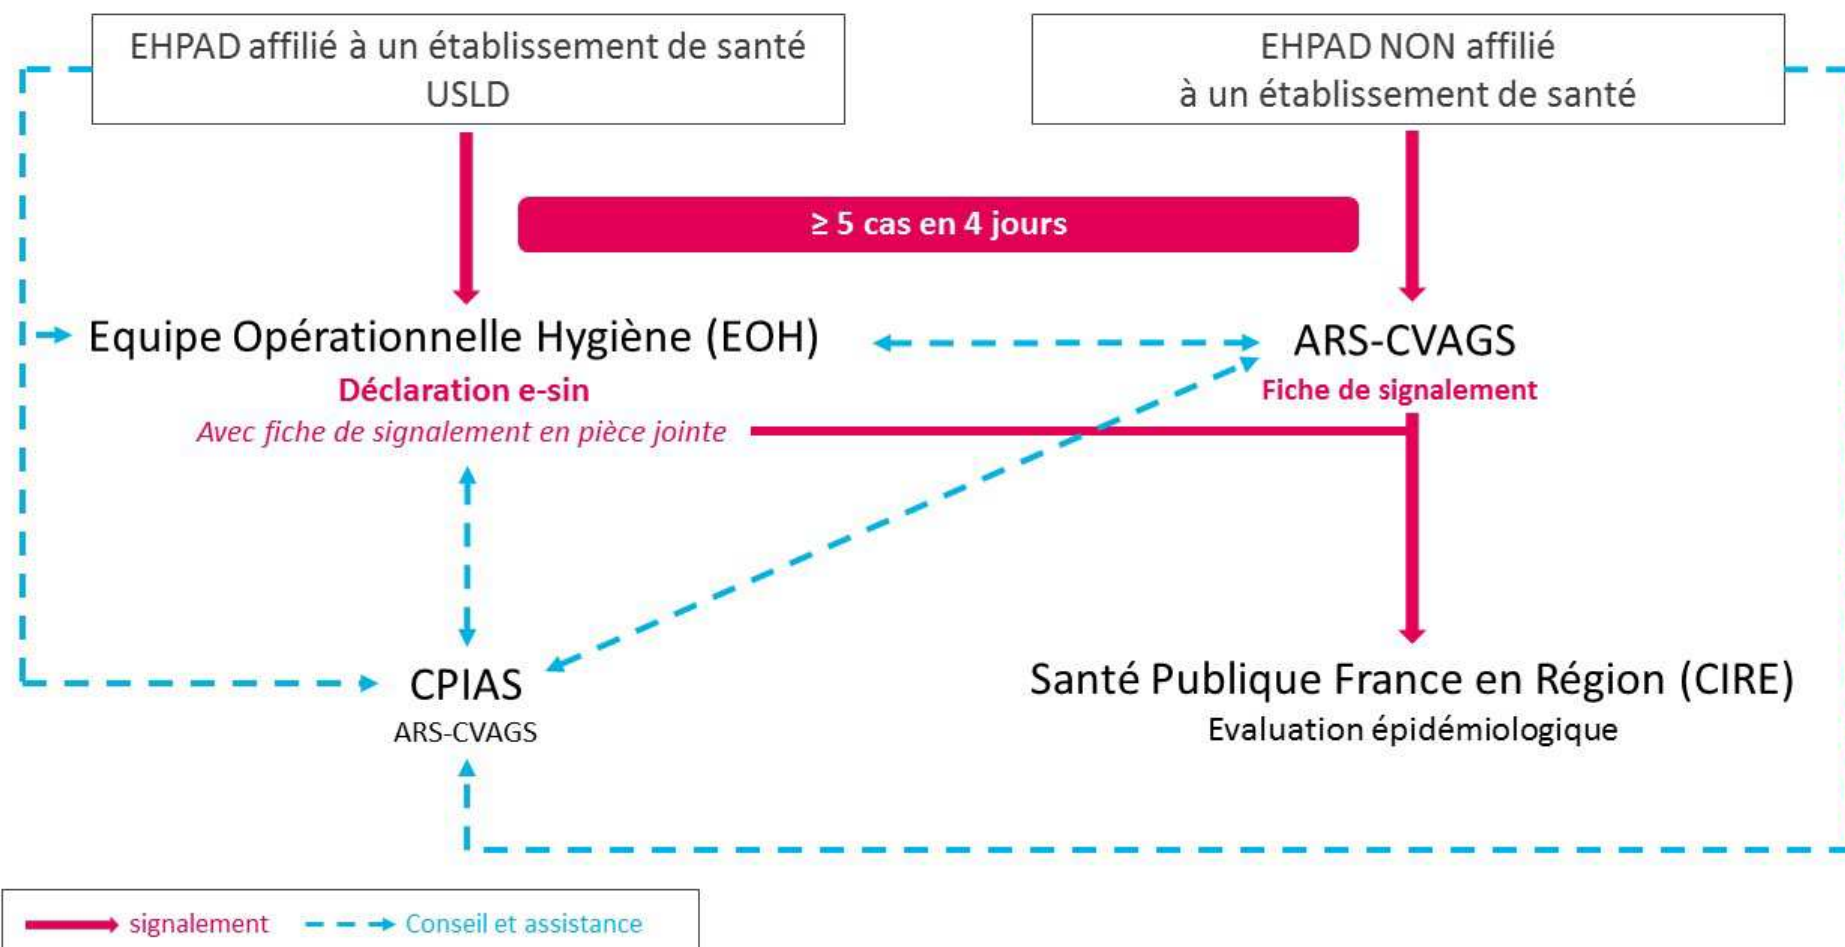 EHPAD affilié à un établissement de santé
USLD
EHPAD NON affilié
à un établissement de santé
≥ 5 cas en 4 jours
Equipe Opérationnelle Hygiène (EOH)
Déclaration e-sin
Avec fiche de signalement en pièce jointe
ARS-CVAGS
Fiche de signalement
CPIAS
ARS-CVAGS
Santé Publique France en Région (CIRE)
Evaluation épidémiologique
signalement
Conseil et assistance